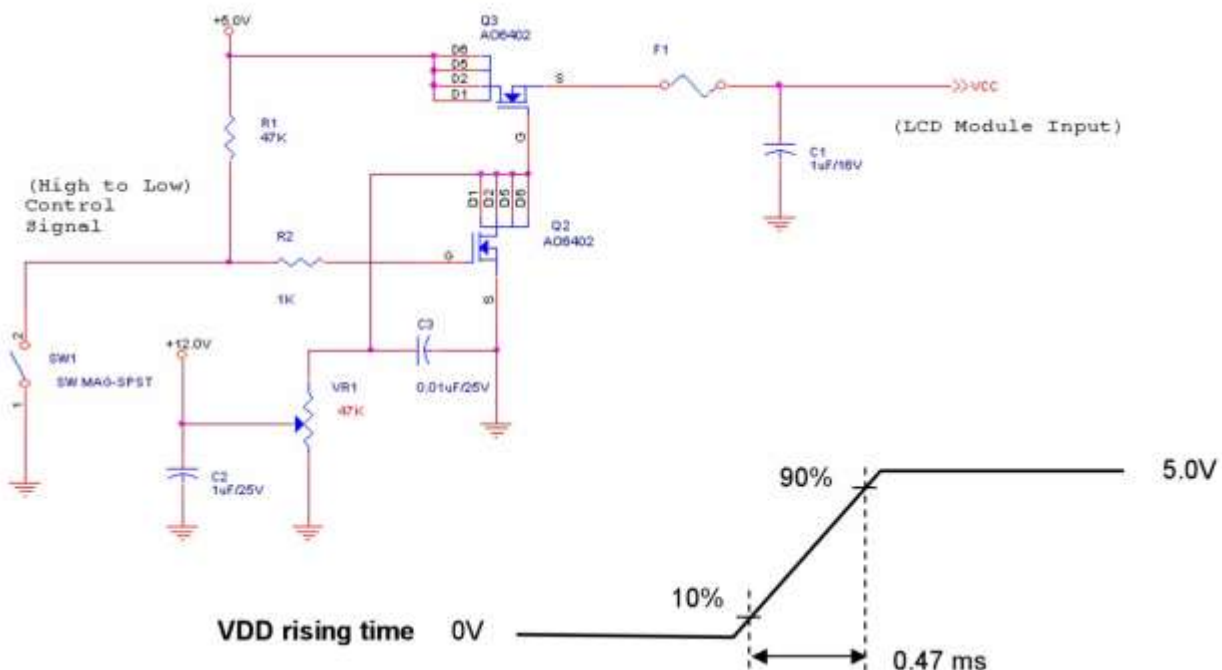 +5.0V
Q3
AO6402
D6
D5
D2
D1
S
G
F1
VCC
(LCD Module Input)
R1
47K
C1
1uF/16V
(High to Low)
Control
Signal
D1
D2
D5
D6
Q2
AO6402
R2
1K
G
S
C3
0.01uF/25V
+12.0V
2
SW1
SW MAG-SPST
1
VR1
47K
C2
1uF/25V
90%
5.0V
10%
VDD rising time
0V
0.47 ms